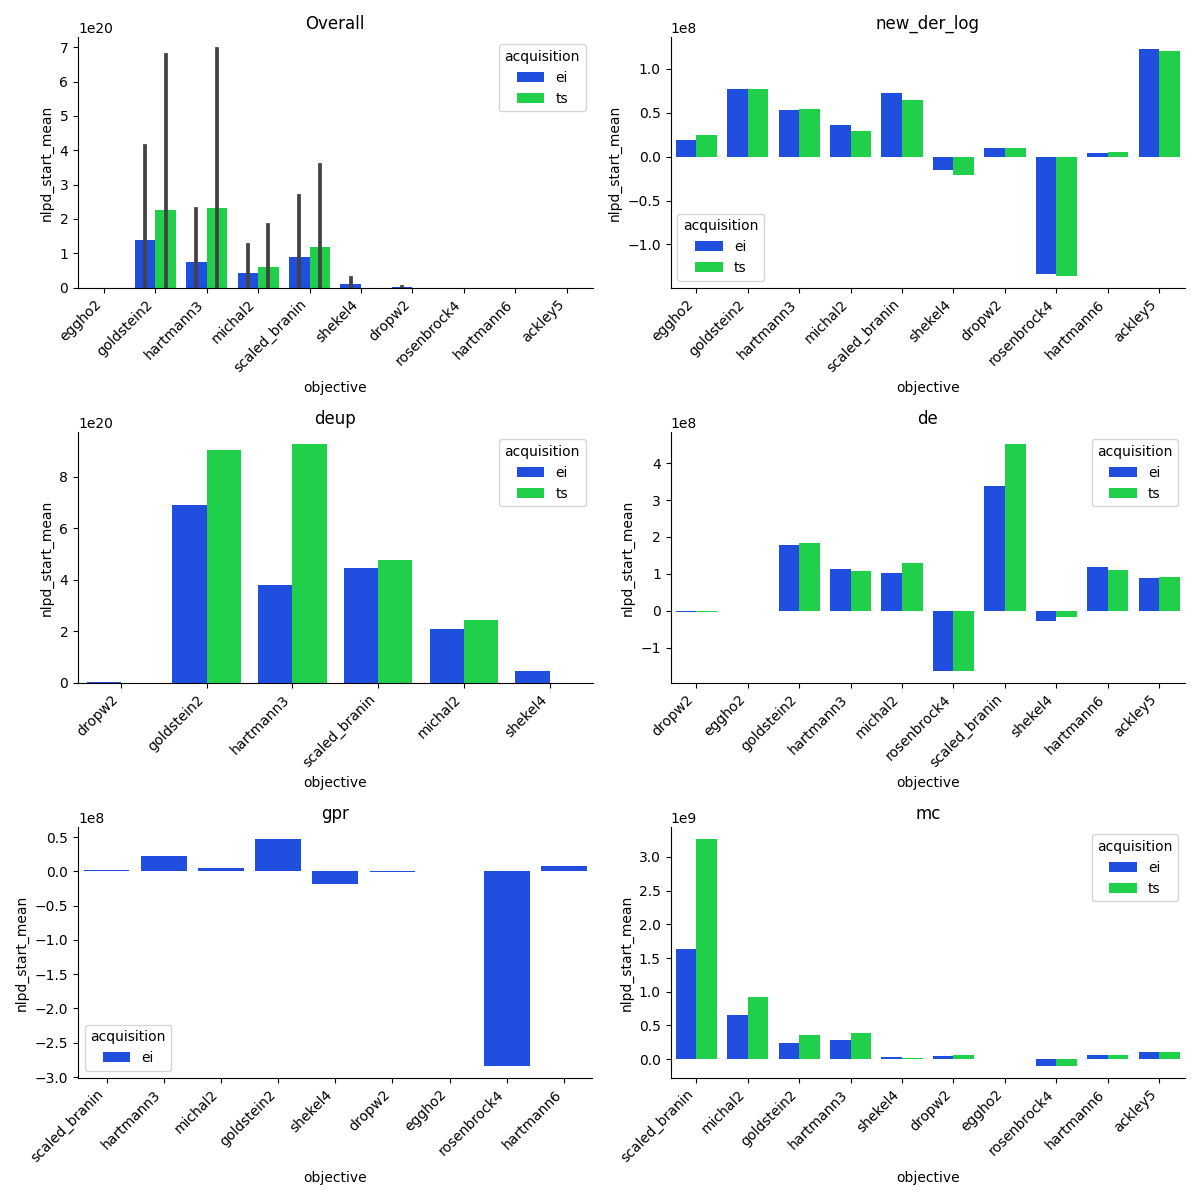 Overall
1e20
nlpd_start_mean
7
6
5
4
3
2
1
0
acquisition
ei
ts
eggho2
goldstein2
hartmann3
michal2
scaled_branin
shekel4
dropw2
rosenbrock4
hartmann6
ackley5
objective
new_der_log
1e8
nlpd_start_mean
1.0
0.5
0.0
−0.5
−1.0
acquisition
ei
ts
eggho2
goldstein2
hartmann3
michal2
scaled_branin
shekel4
dropw2
rosenbrock4
hartmann6
ackley5
objective
deup
1e20
nlpd_start_mean
8
6
4
2
0
acquisition
ei
ts
dropw2
goldstein2
hartmann3
scaled_branin
michal2
shekel4
objective
de
1e8
nlpd_start_mean
4
3
2
1
0
−1
acquisition
ei
ts
dropw2
eggho2
goldstein2
hartmann3
michal2
rosenbrock4
scaled_branin
shekel4
hartmann6
ackley5
objective
gpr
1e8
nlpd_start_mean
0.5
0.0
−0.5
−1.0
−1.5
−2.0
−2.5
−3.0
acquisition
ei
scaled_branin
hartmann3
michal2
goldstein2
shekel4
dropw2
eggho2
rosenbrock4
hartmann6
objective
mc
1e9
nlpd_start_mean
3.0
2.5
2.0
1.5
1.0
0.5
0.0
acquisition
ei
ts
scaled_branin
michal2
goldstein2
hartmann3
shekel4
dropw2
eggho2
rosenbrock4
hartmann6
ackley5
objective